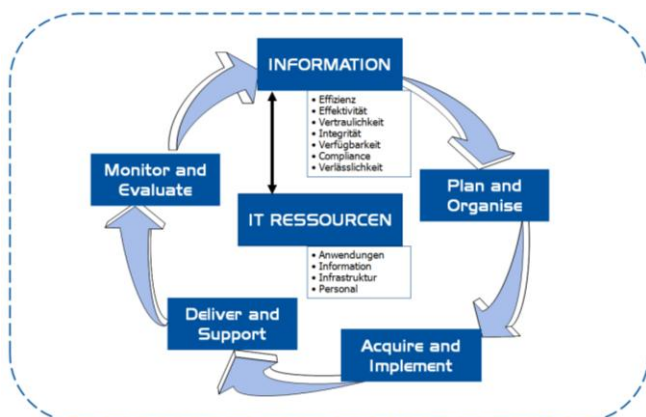 INFORMATION
• Effizienz
• Effektivität
• Vertraulichkeit
• Integrität
• Verfügbarkeit
• Compliance
• Verlässlichkeit
Monitor and
Evaluate
Plan and
Organise
IT RESSOURCEN
• Anwendungen
• Information
• Infrastruktur
• Personal
Deliver and
Support
Acquire and
Implement